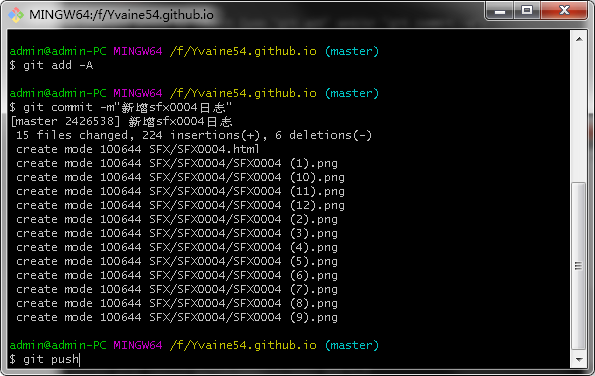 MINGW64:/f/Yvaine54.github.io
admin@admin-PC MINGW64 /f/Yvaine54.github.io (master)
$ git add -A
admin@admin-PC MINGW64 /f/Yvaine54.github.io (master)
$ git commit -m"新增sfx0004日志"
[master 2426538] 新增sfx0004日志
15 files changed, 224 insertions(+), 6 deletions(-)
create mode 100644 SFX/SFX0004.html
create mode 100644 SFX/SFX0004/SFX0004 (1).png
create mode 100644 SFX/SFX0004/SFX0004 (10).png
create mode 100644 SFX/SFX0004/SFX0004 (11).png
create mode 100644 SFX/SFX0004/SFX0004 (12).png
create mode 100644 SFX/SFX0004/SFX0004 (2).png
create mode 100644 SFX/SFX0004/SFX0004 (3).png
create mode 100644 SFX/SFX0004/SFX0004 (4).png
create mode 100644 SFX/SFX0004/SFX0004 (5).png
create mode 100644 SFX/SFX0004/SFX0004 (6).png
create mode 100644 SFX/SFX0004/SFX0004 (7).png
create mode 100644 SFX/SFX0004/SFX0004 (8).png
create mode 100644 SFX/SFX0004/SFX0004 (9).png
admin@admin-PC MINGW64 /f/Yvaine54.github.io (master)
$ git push